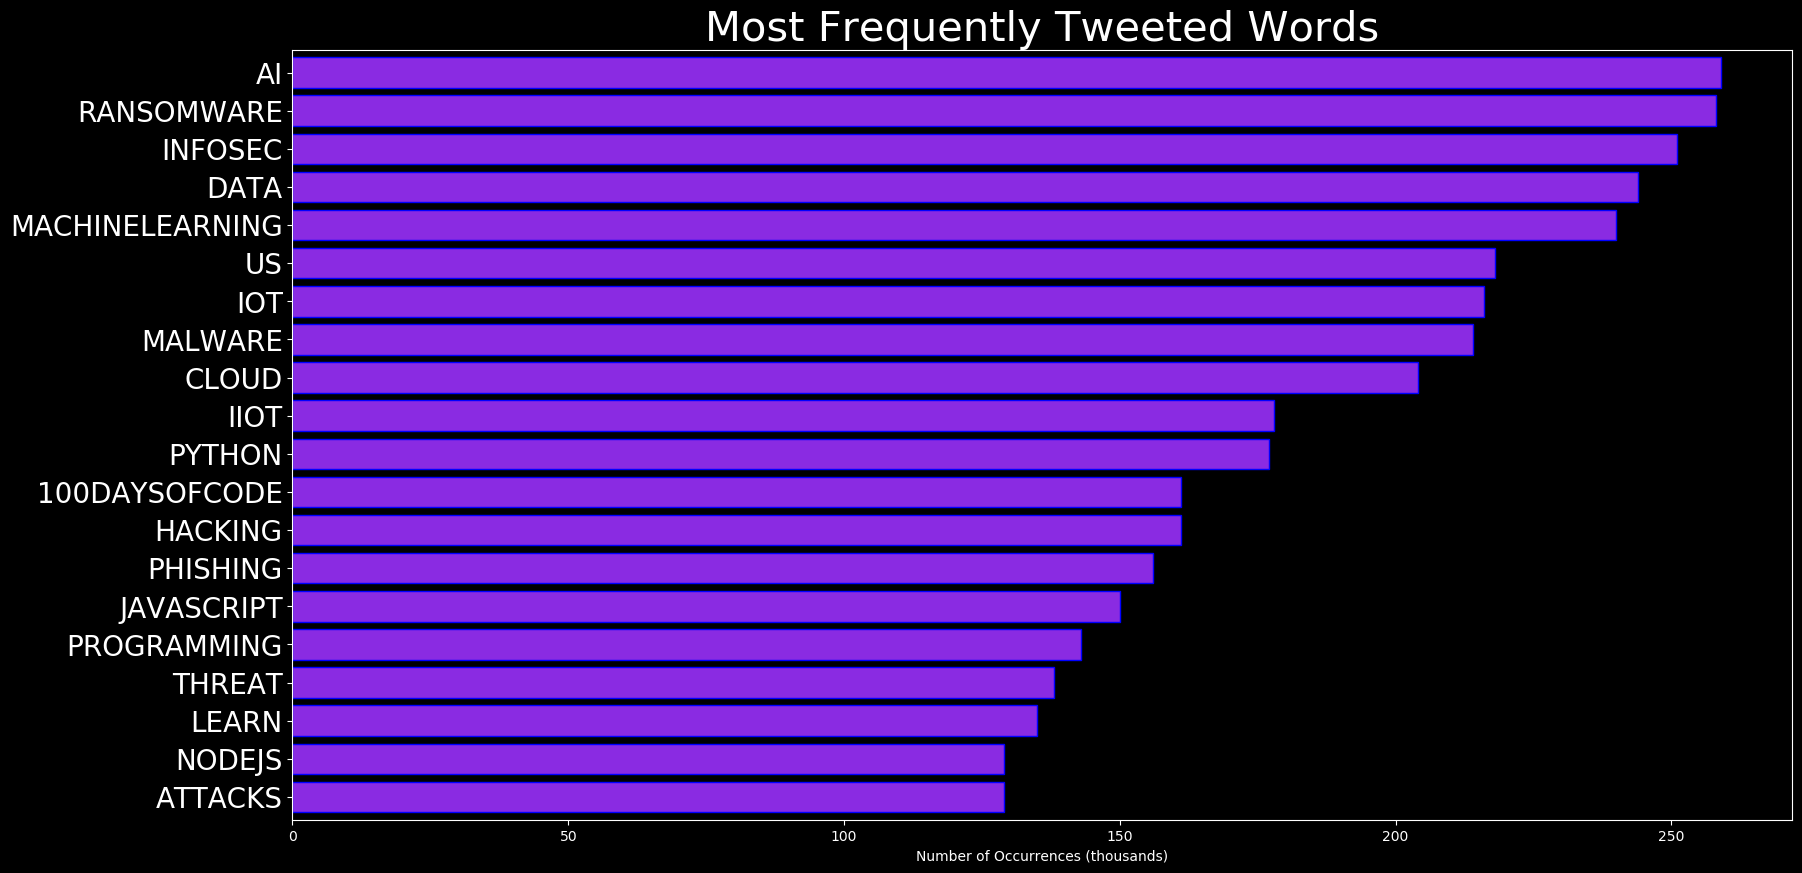 Most Frequently Tweeted Words
AI
RANSOMWARE
INFOSEC
DATA
MACHINELEARNING
US
IOT
MALWARE
CLOUD
IIOT
PYTHON
100DAYSOFCODE
HACKING
PHISHING
JAVASCRIPT
PROGRAMMING
THREAT
LEARN
NODEJS
ATTACKS
0 50 100 150 200 250
Number of Occurrences (thousands)